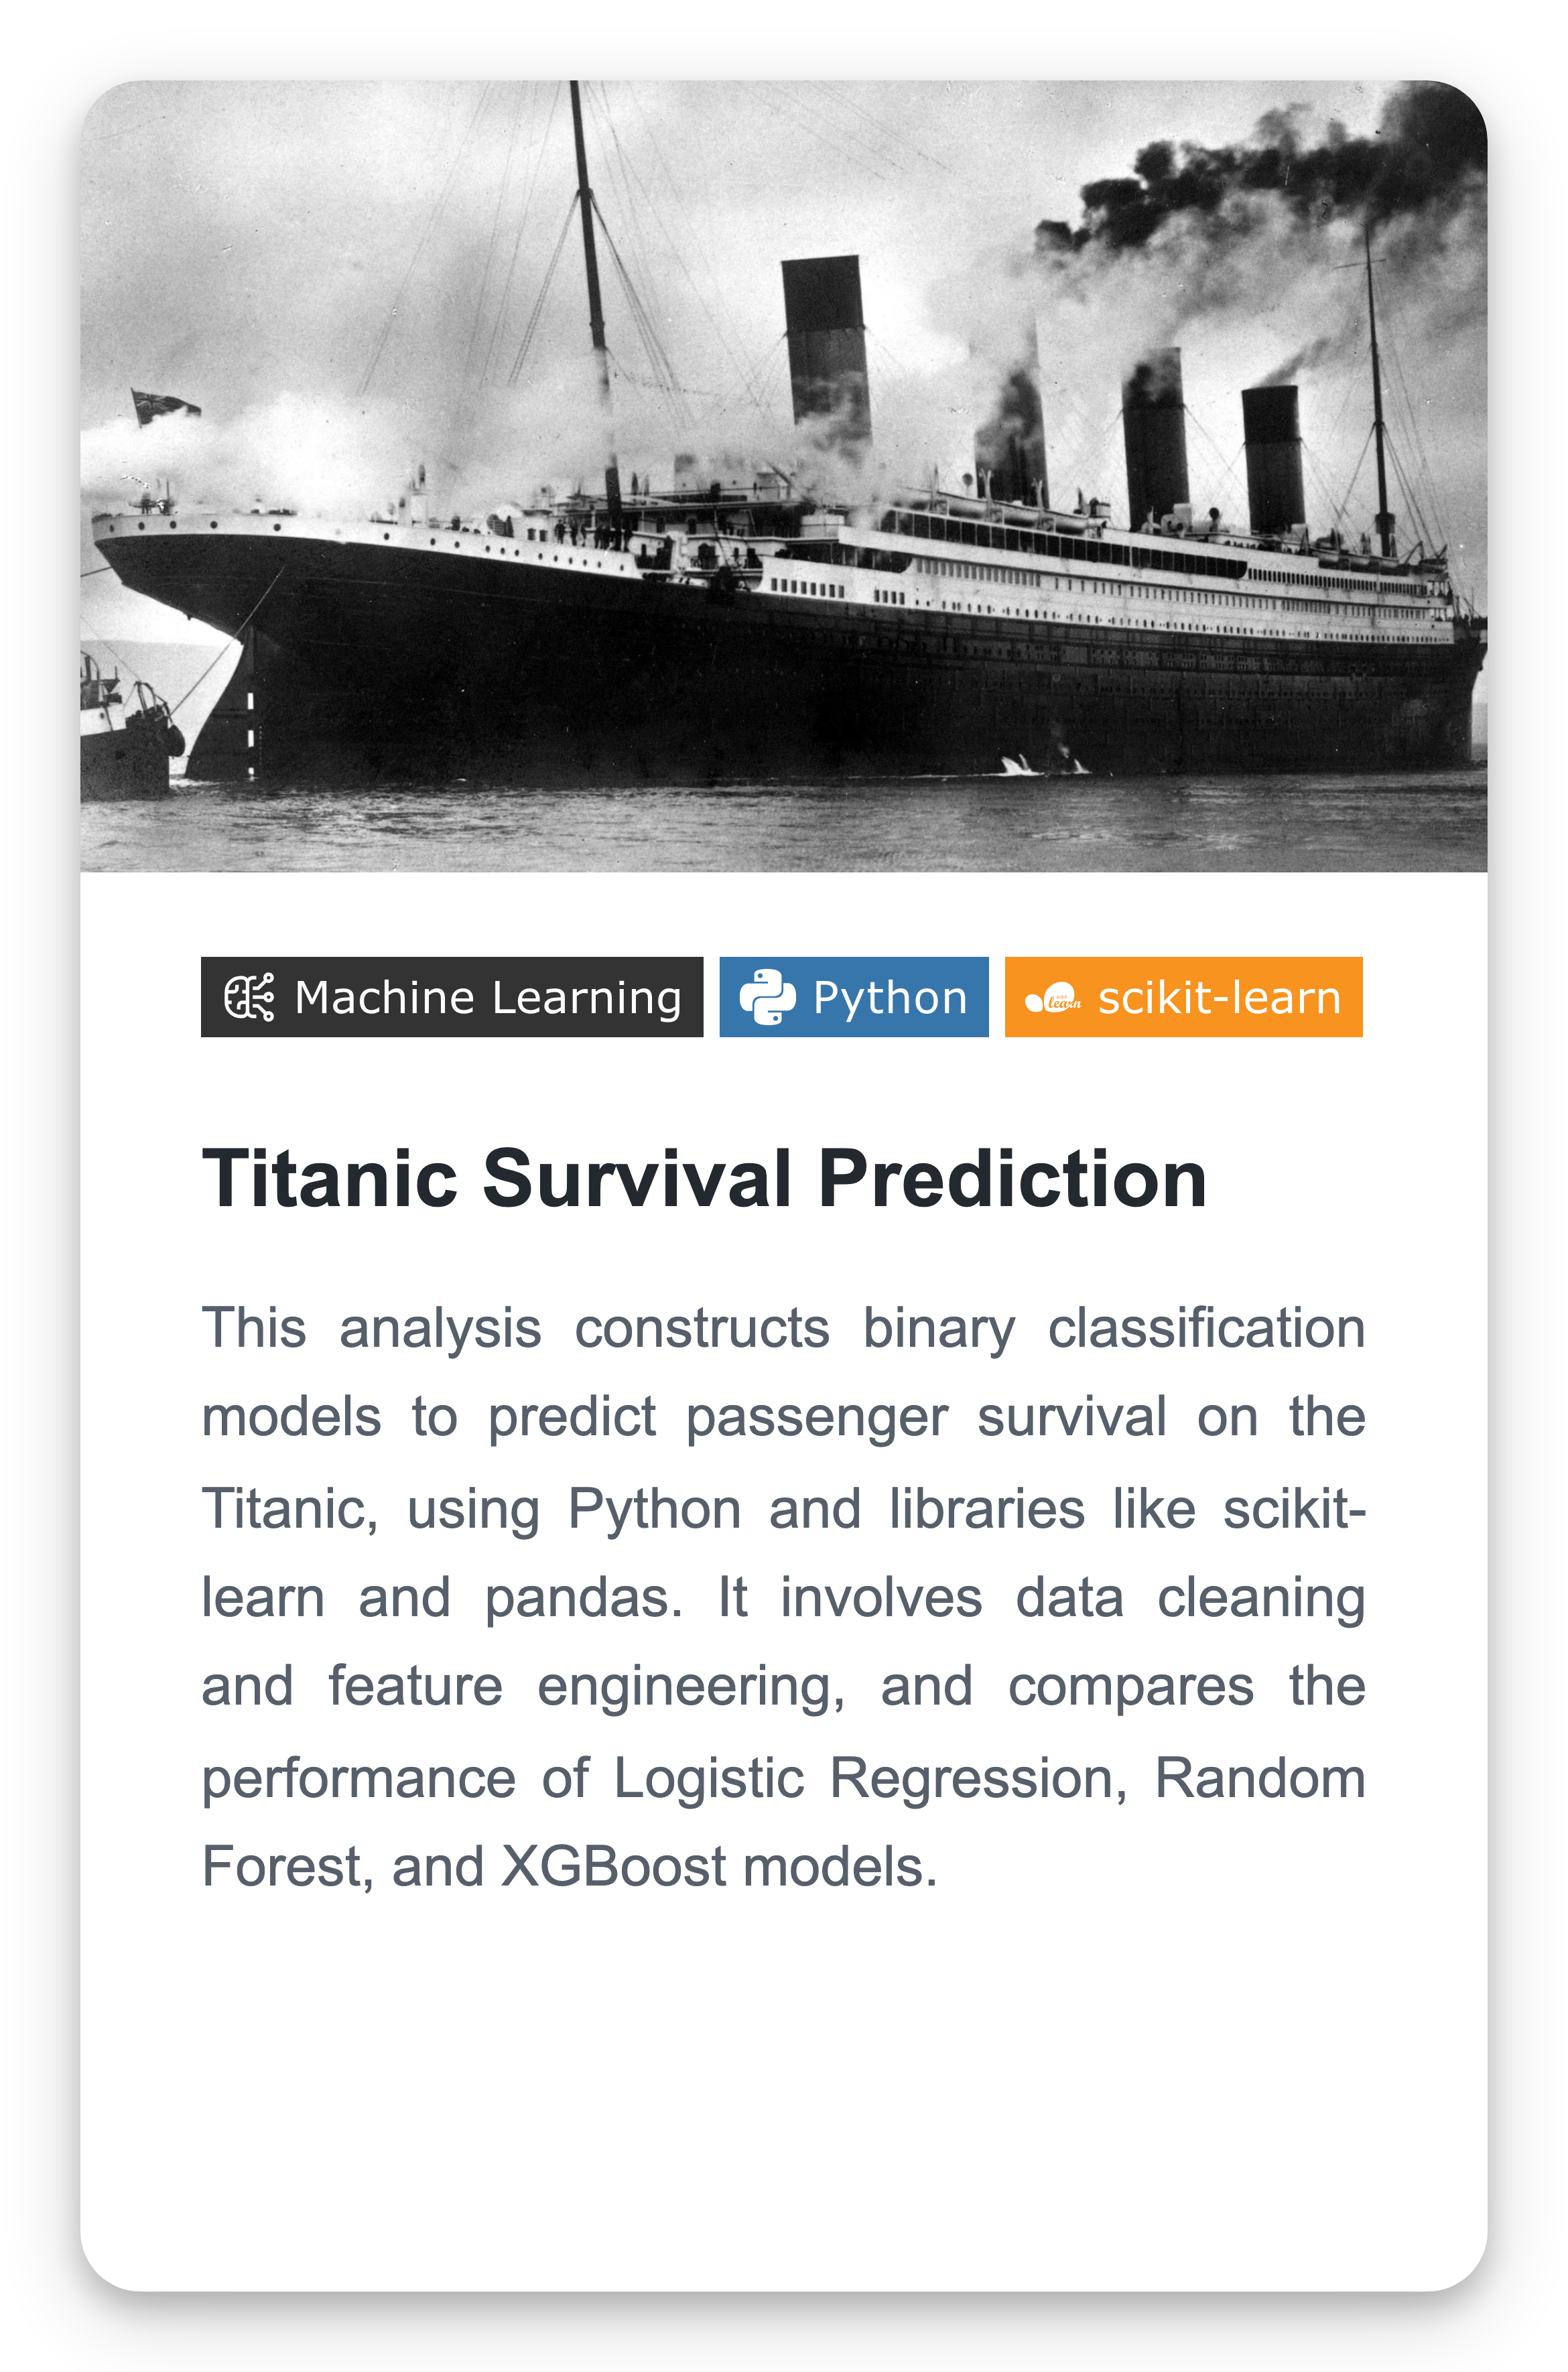 Machine Learning
Python
learn scikit-learn
Titanic Survival Prediction
This analysis constructs binary classification
models to predict passenger survival on the
Titanic, using Python and libraries like scikit-
learn and pandas. It involves data cleaning
and feature engineering, and compares the
performance of Logistic Regression, Random
Forest, and XGBoost models.